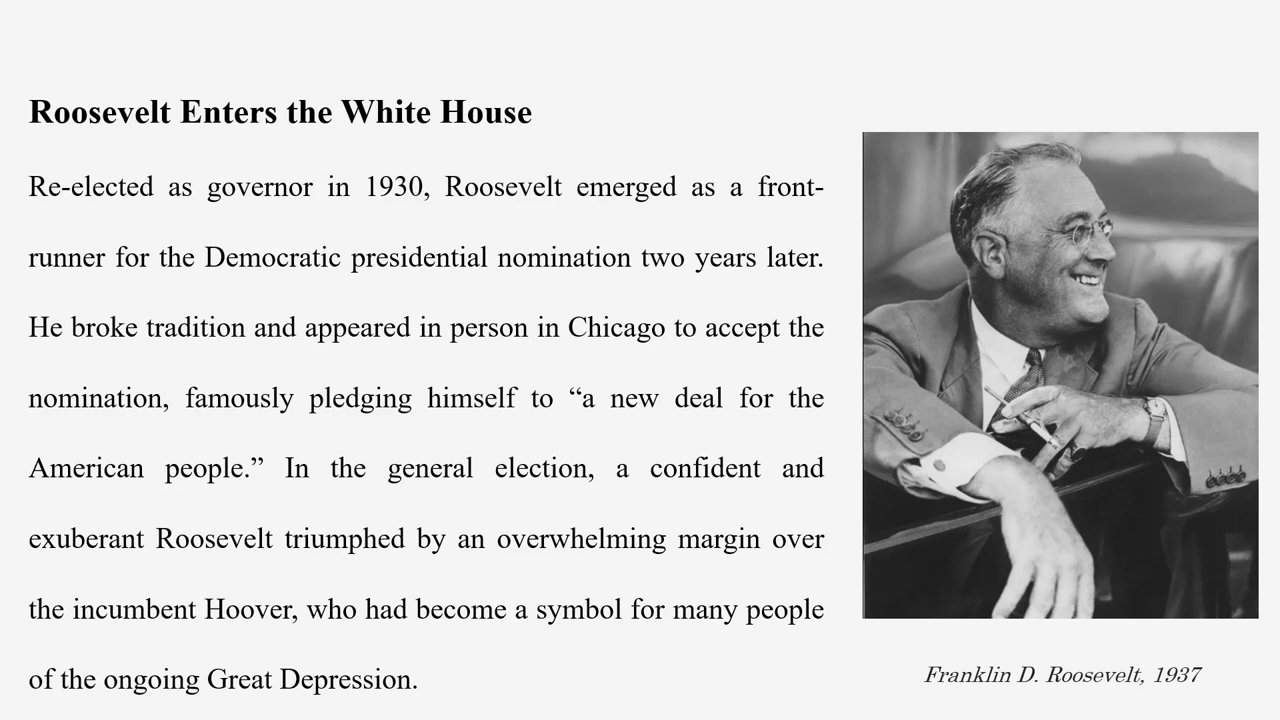 Roosevelt Enters the White House
Re-elected as governor in 1930, Roosevelt emerged as a front-
runner for the Democratic presidential nomination two years later.
He broke tradition and appeared in person in Chicago to accept the
nomination, famously pledging himself to “a new deal for the
American people.” In the general election, a confident and
exuberant Roosevelt triumphed by an overwhelming margin over
the incumbent Hoover, who had become a symbol for many people
of the ongoing Great Depression.
Franklin D. Roosevelt, 1937